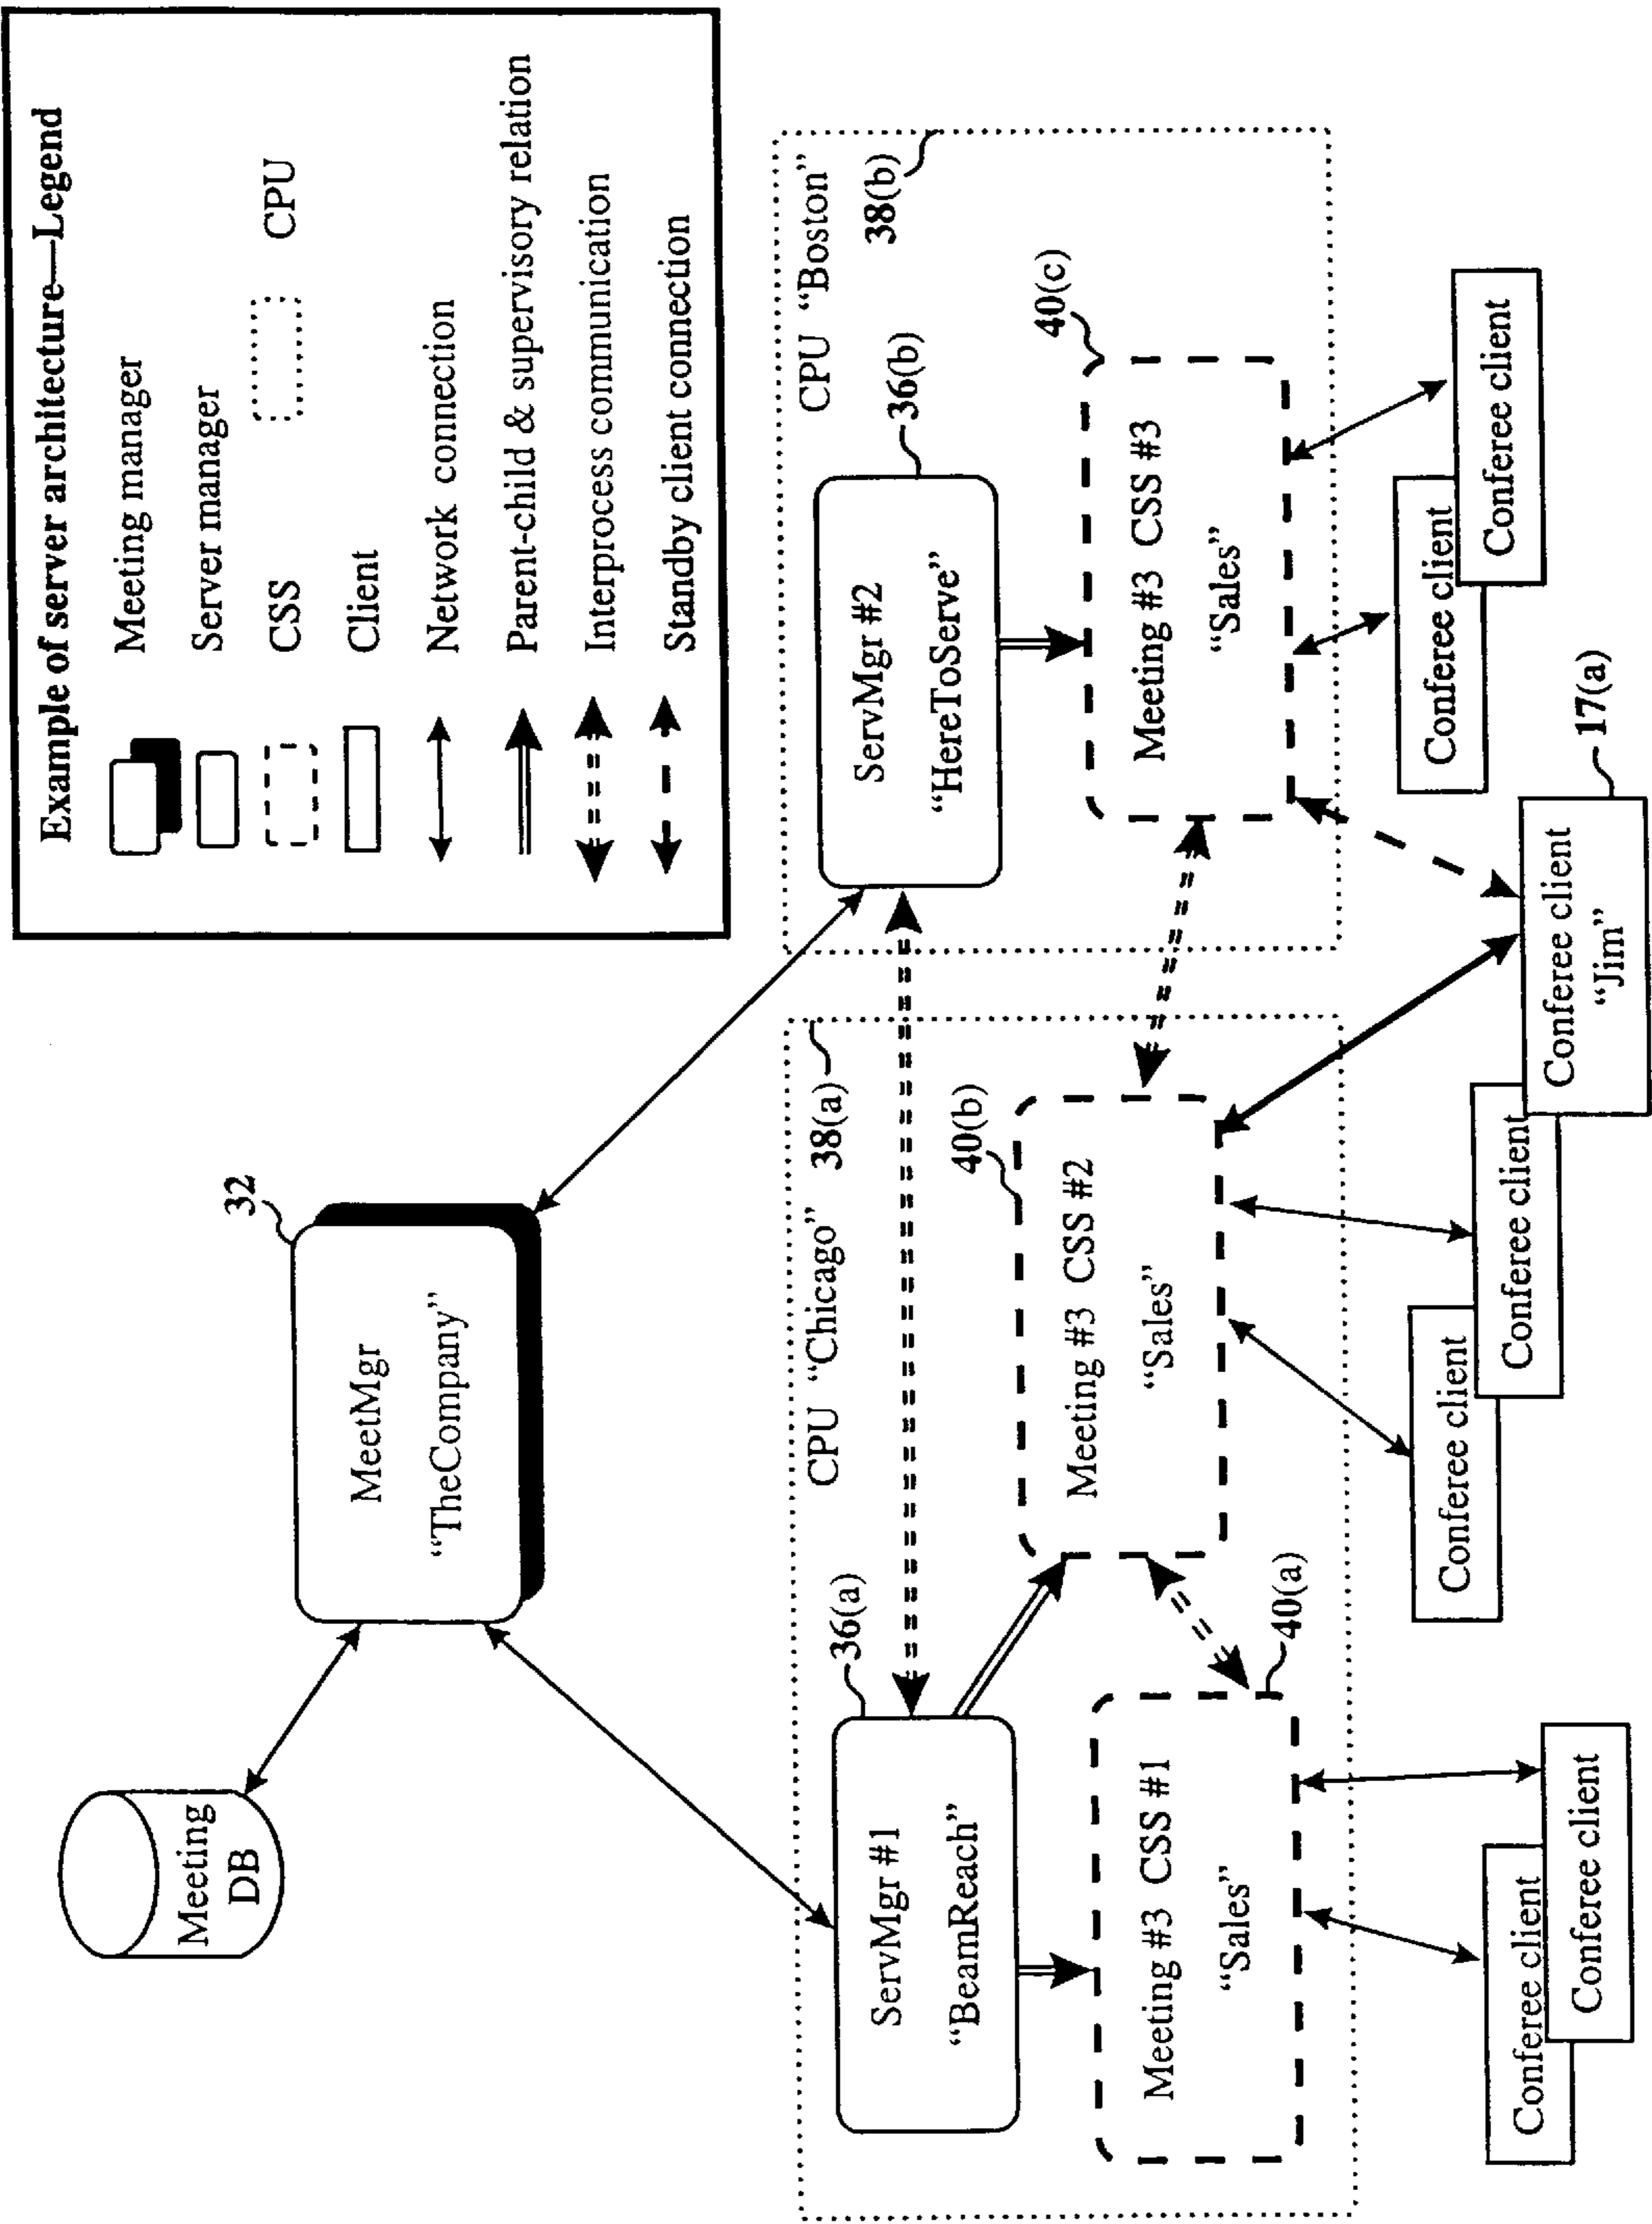 Example of server architecture—Legend
Meeting manager
Server manager
CSS
CPU
Client
Network connection
Parent-child & supervisory relation
Interprocess communication
Standby client connection
Meeting
DB
32
MeetMgr
“TheCompany”
CPU “Chicago”
38(a)
CPU “Boston”
38(b)
36(a)
ServMgr #1
“BeamReach”
36(b)
ServMgr #2
“HereToServe”
40(a)
Meeting #3 CSS #1
“Sales”
40(b)
Meeting #3 CSS #2
“Sales”
40(c)
Meeting #3 CSS #3
“Sales”
Conferee client
Conferee client
Conferee client
Conferee client
Conferee client
“Jim”
17(a)
Conferee client
Conferee client